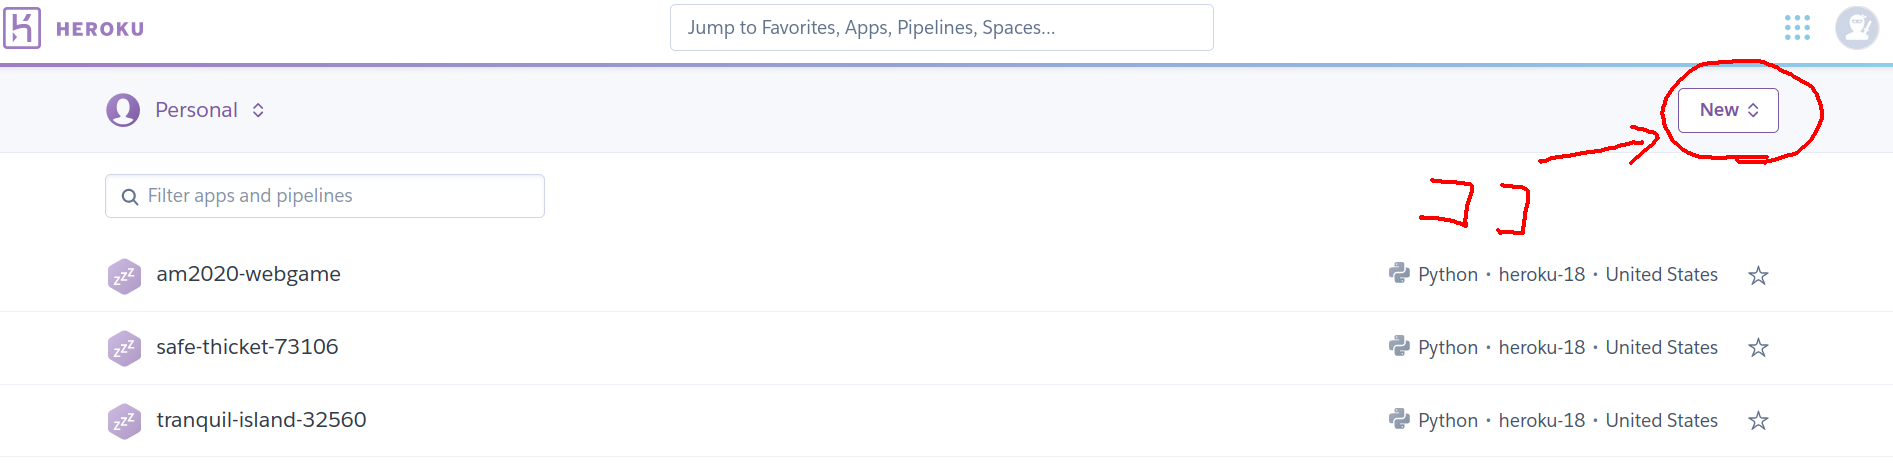 HEROKU
Jump to Favorites, Apps, Pipelines, Spaces...
Personal
New
ココ
Filter apps and pipelines
am2020-webgame Python • heroku-18 • United States
safe-thicket-73106 Python • heroku-18 • United States
tranquil-island-32560 Python • heroku-18 • United States